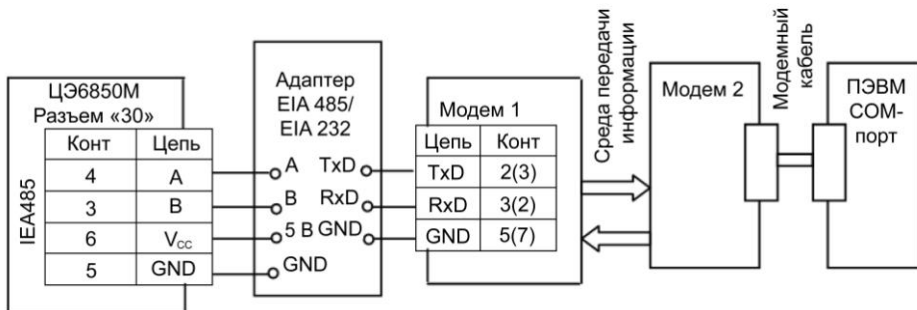 ЦЭ6850М
Разъем «30»
IEA485
Конт Цепь
4 A
3 B
6 Vcc
5 GND
Адаптер
EIA 485/
EIA 232
A TxD
B RxD
5 В GND
GND
Модем 1
Цепь Конт
TxD 2(3)
RxD 3(2)
GND 5(7)
Среда передачи
информации
Модем 2
Модемный
кабель
ПЭВМ
COM-
порт